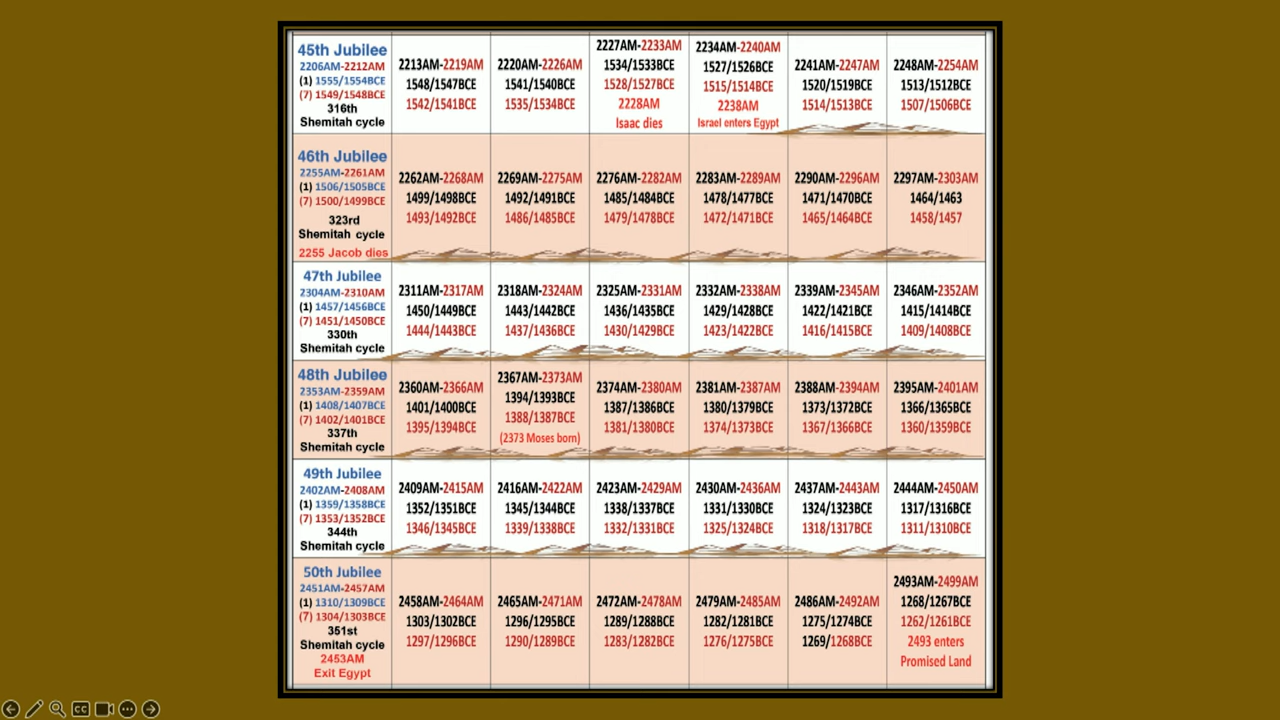 45th Jubilee
2206AM-2212AM
(1) 1555/1554BCE
(7) 1549/1548BCE
316th
Shemitah cycle
2213AM-2219AM
1548/1547BCE
1542/1541BCE
2220AM-2226AM
1541/1540BCE
1535/1534BCE
2227AM-2233AM
1534/1533BCE
1528/1527BCE
2228AM
Isaac dies
2234AM-2240AM
1527/1526BCE
1515/1514BCE
2238AM
Israel enters Egypt
2241AM-2247AM
1520/1519BCE
1514/1513BCE
2248AM-2254AM
1513/1512BCE
1507/1506BCE
46th Jubilee
2255AM-2261AM
(1) 1506/1505BCE
(7) 1500/1499BCE
323rd
Shemitah cycle
2255 Jacob dies
2262AM-2268AM
1499/1498BCE
1493/1492BCE
2269AM-2275AM
1492/1491BCE
1486/1485BCE
2276AM-2282AM
1485/1484BCE
1479/1478BCE
2283AM-2289AM
1478/1477BCE
1472/1471BCE
2290AM-2296AM
1471/1470BCE
1465/1464BCE
2297AM-2303AM
1464/1463
1458/1457
47th Jubilee
2304AM-2310AM
(1) 1457/1456BCE
(7) 1451/1450BCE
330th
Shemitah cycle
2311AM-2317AM
1450/1449BCE
1444/1443BCE
2318AM-2324AM
1443/1442BCE
1437/1436BCE
2325AM-2331AM
1436/1435BCE
1430/1429BCE
2332AM-2338AM
1429/1428BCE
1423/1422BCE
2339AM-2345AM
1422/1421BCE
1416/1415BCE
2346AM-2352AM
1415/1414BCE
1409/1408BCE
48th Jubilee
2353AM-2359AM
(1) 1408/1407BCE
(7) 1402/1401BCE
337th
Shemitah cycle
2360AM-2366AM
1401/1400BCE
1395/1394BCE
2367AM-2373AM
1394/1393BCE
1388/1387BCE
(2373 Moses born)
2374AM-2380AM
1387/1386BCE
1381/1380BCE
2381AM-2387AM
1380/1379BCE
1374/1373BCE
2388AM-2394AM
1373/1372BCE
1367/1366BCE
2395AM-2401AM
1366/1365BCE
1360/1359BCE
49th Jubilee
2402AM-2408AM
(1) 1359/1358BCE
(7) 1353/1352BCE
344th
Shemitah cycle
2409AM-2415AM
1352/1351BCE
1346/1345BCE
2416AM-2422AM
1345/1344BCE
1339/1338BCE
2423AM-2429AM
1338/1337BCE
1332/1331BCE
2430AM-2436AM
1331/1330BCE
1325/1324BCE
2437AM-2443AM
1324/1323BCE
1318/1317BCE
2444AM-2450AM
1317/1316BCE
1311/1310BCE
50th Jubilee
2451AM-2457AM
(1) 1310/1309BCE
(7) 1304/1303BCE
351st
Shemitah cycle
2453AM
Exit Egypt
2458AM-2464AM
1303/1302BCE
1297/1296BCE
2465AM-2471AM
1296/1295BCE
1290/1289BCE
2472AM-2478AM
1289/1288BCE
1283/1282BCE
2479AM-2485AM
1282/1281BCE
1276/1275BCE
2486AM-2492AM
1275/1274BCE
1269/1268BCE
2493AM-2499AM
1268/1267BCE
1262/1261BCE
2493 enters
Promised Land
CC